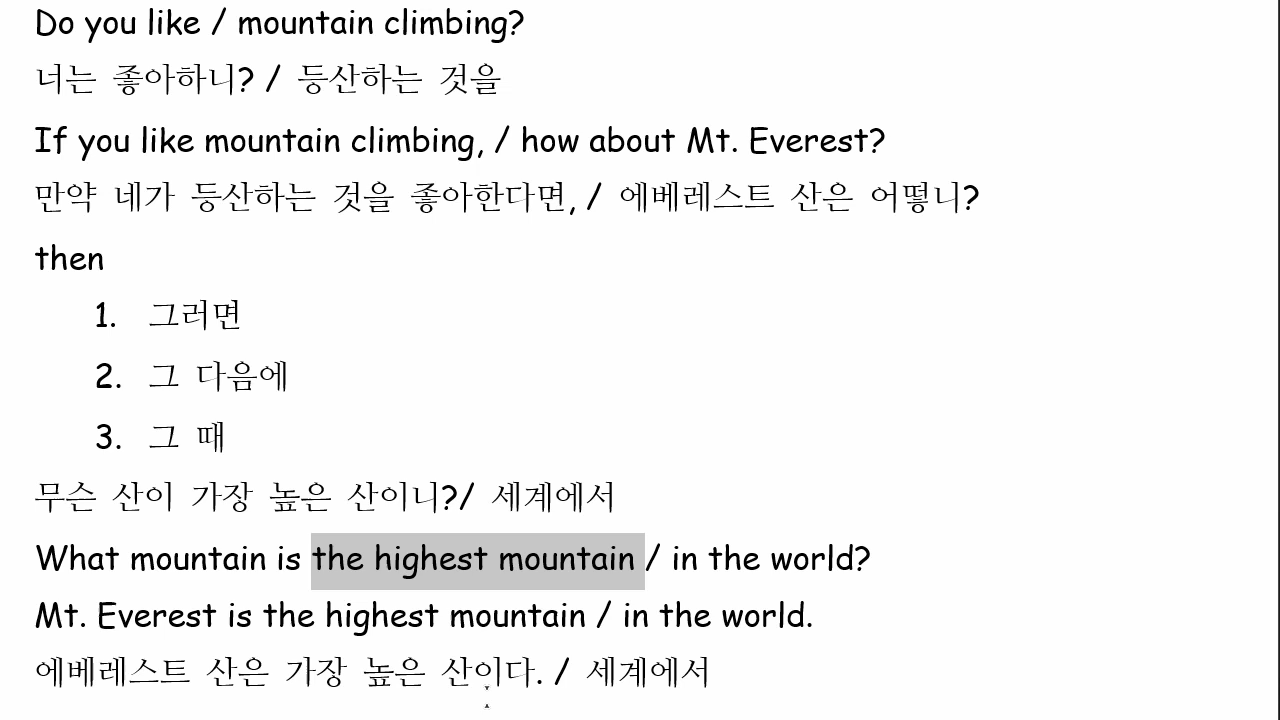 Do you like / mountain climbing?
너는 좋아하니? / 등산하는 것을
If you like mountain climbing, / how about Mt. Everest?
만약 네가 등산하는 것을 좋아한다면, / 에베레스트 산은 어떻니?
then
1. 그러면
2. 그 다음에
3. 그 때
무슨 산이 가장 높은 산이니?/ 세계에서
What mountain is the highest mountain / in the world?
Mt. Everest is the highest mountain / in the world.
에베레스트 산은 가장 높은 산이다. / 세계에서